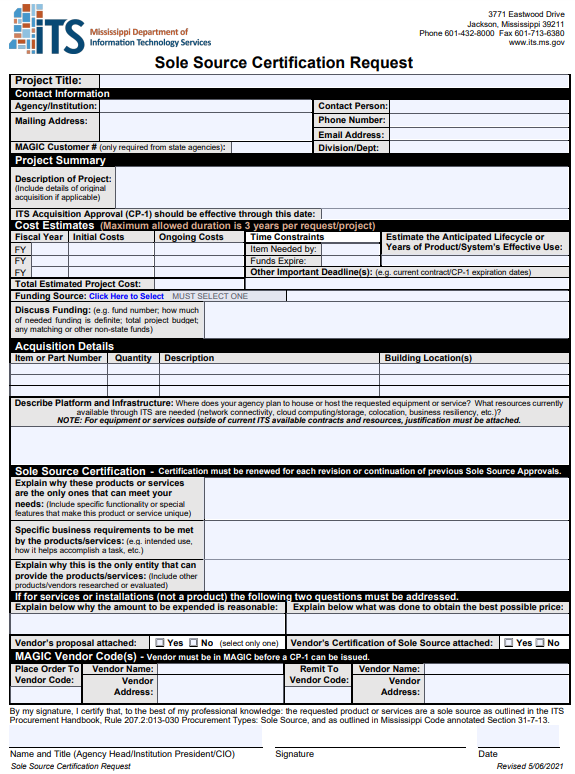 ITS
Mississippi Department of
Information Technology Services
3771 Eastwood Drive
Jackson, Mississippi 39211
Phone 601-432-8000 Fax 601-713-6380
www.its.ms.gov
Sole Source Certification Request
Project Title:
Contact Information
Agency/Institution:
Contact Person:
Mailing Address:
Phone Number:
Email Address:
MAGIC Customer # (only required from state agencies):
Division/Dept:
Project Summary
Description of Project:
(Include details of original
acquisition if applicable)
ITS Acquisition Approval (CP-1) should be effective through this date:
Cost Estimates (Maximum allowed duration is 3 years per request/project)
Fiscal Year Initial Costs Ongoing Costs Time Constraints
Estimate the Anticipated Lifecycle or
Years of Product/System's Effective Use:
FY
Item Needed by:
FY
Funds Expire:
FY
Other Important Deadline(s): (e.g. current contract/CP-1 expiration dates)
Total Estimated Project Cost:
Funding Source: Click Here to Select MUST SELECT ONE
Discuss Funding: (e.g. fund number; how much
of needed funding is definite; total project budget;
any matching or other non-state funds)
Acquisition Details
Item or Part Number Quantity Description Building Location(s)
Describe Platform and Infrastructure: Where does your agency plan to house or host the requested equipment or service? What resources currently
available through ITS are needed (network connectivity, cloud computing/storage, colocation, business resiliency, etc.)?
NOTE: For equipment or services outside of current ITS available contracts and resources, justification must be attached.
Sole Source Certification - Certification must be renewed for each revision or continuation of previous Sole Source Approvals.
Explain why these products or services
are the only ones that can meet your
needs: (Include specific functionality or special
features that make this product or service unique)
Specific business requirements to be met
by the products/services: (e.g. intended use,
how it helps accomplish a task, etc.)
Explain why this is the only entity that can
provide the products/services: (Include other
products/vendors researched or evaluated)
If for services or installations (not a product) the following two questions must be addressed.
Explain below why the amount to be expended is reasonable:
Explain below what was done to obtain the best possible price:
Vendor's proposal attached: Yes No (select only one)
Vendor's Certification of Sole Source attached: Yes No
MAGIC Vendor Code(s) - Vendor must be in MAGIC before a CP-1 can be issued.
Place Order To
Vendor Code:
Vendor Name:
Vendor
Address:
Remit To
Vendor Code:
Vendor Name:
Vendor
Address:
By my signature, I certify that, to the best of my professional knowledge: the requested product or services are a sole source as outlined in the ITS
Procurement Handbook, Rule 207.2:013-030 Procurement Types: Sole Source, and as outlined in Mississippi Code annotated Section 31-7-13.
Name and Title (Agency Head/Institution President/CIO)
Signature
Date
Sole Source Certification Request
Revised 5/06/2021